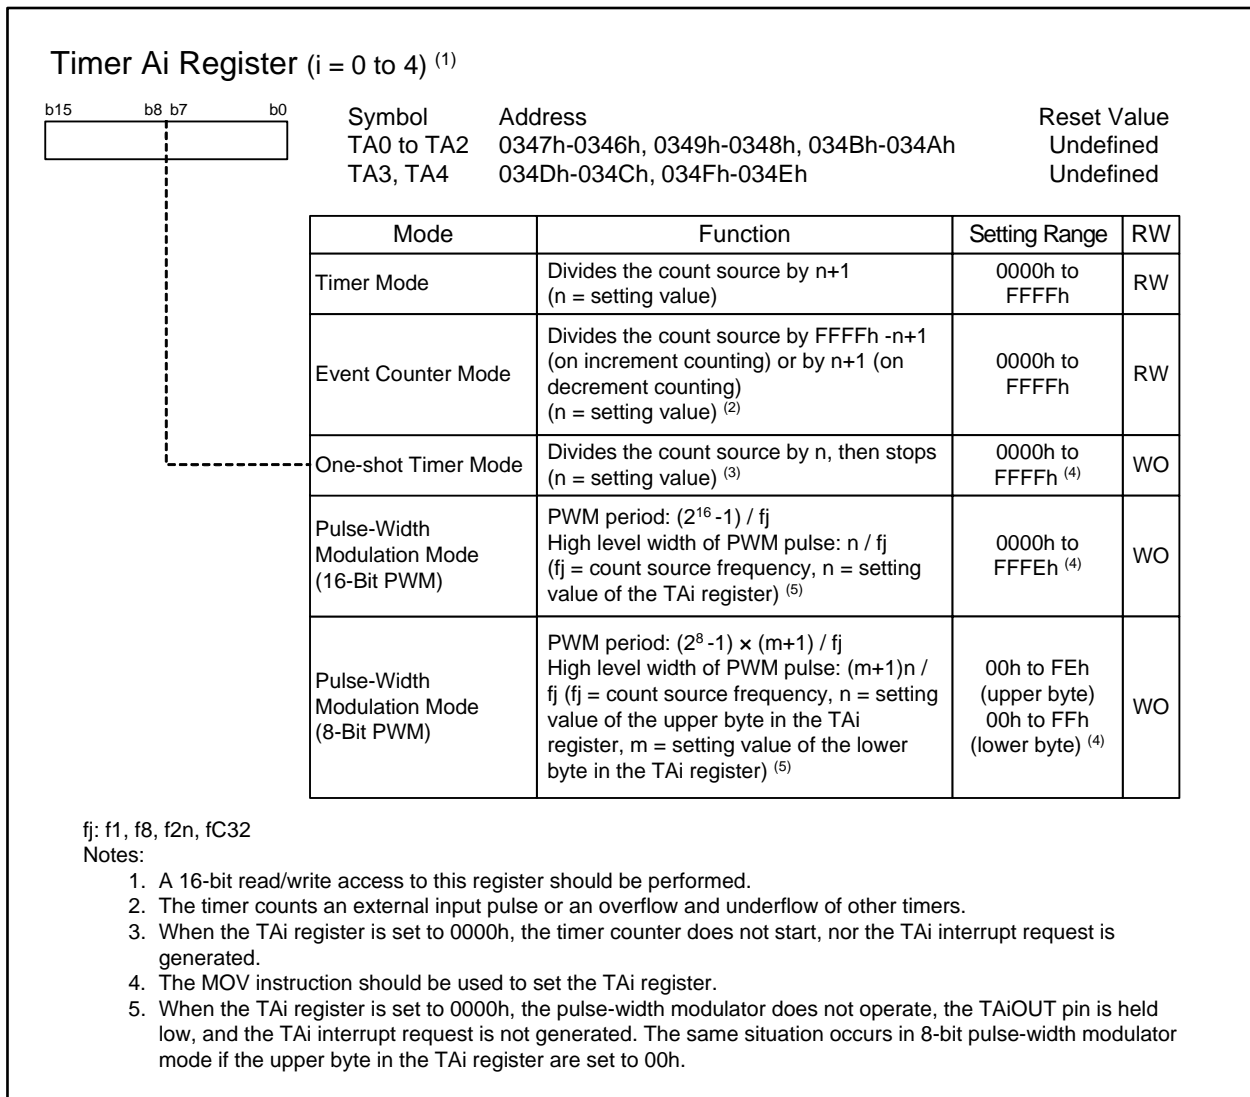 Timer Ai Register (i = 0 to 4) (1)
b15 b8 b7 b0
Symbol Address Reset Value
TA0 to TA2 0347h-0346h, 0349h-0348h, 034Bh-034Ah Undefined
TA3, TA4 034Dh-034Ch, 034Fh-034Eh Undefined
Mode Function Setting Range RW
Timer Mode
Divides the count source by n+1
(n = setting value)
0000h to
FFFFh
RW
Event Counter Mode
Divides the count source by FFFFh -n+1
(on increment counting) or by n+1 (on
decrement counting)
(n = setting value) (2)
0000h to
FFFFh
RW
One-shot Timer Mode
Divides the count source by n, then stops
(n = setting value) (3)
0000h to
FFFFh (4)
WO
Pulse-Width
Modulation Mode
(16-Bit PWM)
PWM period: (2^16 -1) / fj
High level width of PWM pulse: n / fj
(fj = count source frequency, n = setting
value of the TAi register) (5)
0000h to
FFFEh (4)
WO
Pulse-Width
Modulation Mode
(8-Bit PWM)
PWM period: (2^8 -1) × (m+1) / fj
High level width of PWM pulse: (m+1)n /
fj (fj = count source frequency, n = setting
value of the upper byte in the TAi
register, m = setting value of the lower
byte in the TAi register) (5)
00h to FEh
(upper byte)
00h to FFh
(lower byte) (4)
WO
fj: f1, f8, f2n, fC32
Notes:
1. A 16-bit read/write access to this register should be performed.
2. The timer counts an external input pulse or an overflow and underflow of other timers.
3. When the TAi register is set to 0000h, the timer counter does not start, nor the TAi interrupt request is
generated.
4. The MOV instruction should be used to set the TAi register.
5. When the TAi register is set to 0000h, the pulse-width modulator does not operate, the TAiOUT pin is held
low, and the TAi interrupt request is not generated. The same situation occurs in 8-bit pulse-width modulator
mode if the upper byte in the TAi register are set to 00h.